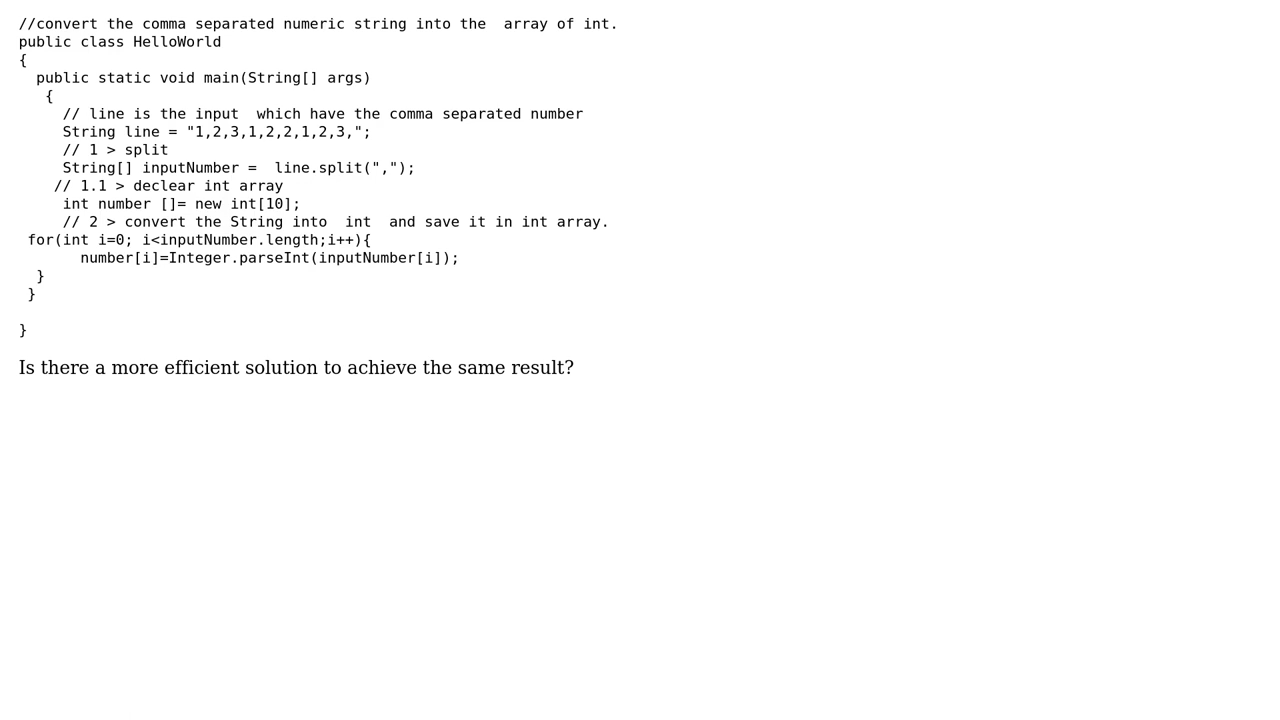 //convert the comma separated numeric string into the  array of int.
public class HelloWorld
{
  public static void main(String[] args)
   {
     // line is the input  which have the comma separated number
     String line = "1,2,3,1,2,2,1,2,3,";
     // 1 > split
     String[] inputNumber =  line.split(",");
    // 1.1 > declear int array
     int number []= new int[10];
     // 2 > convert the String into  int  and save it in int array.
 for(int i=0; i<inputNumber.length;i++){
       number[i]=Integer.parseInt(inputNumber[i]);
  }
 }

}
Is there a more efficient solution to achieve the same result?